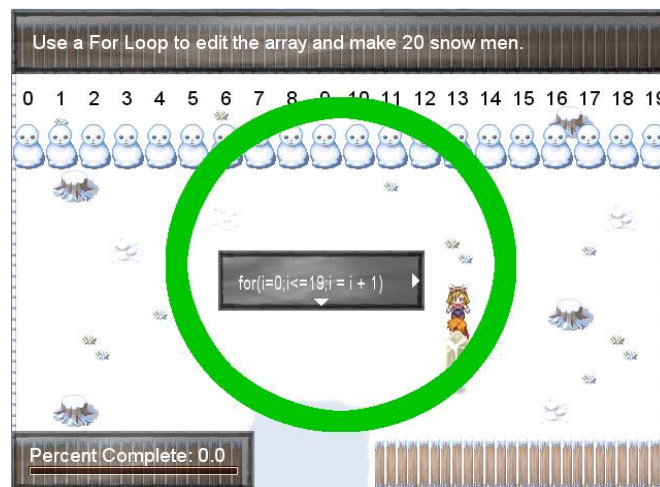 Use a For Loop to edit the array and make 20 snow men.
0 1 2 3 4 5 6 7 8 9 10 11 12 13 14 15 16 17 18 19
for(i=0;i<=19;i = i + 1)
Percent Complete: 0.0